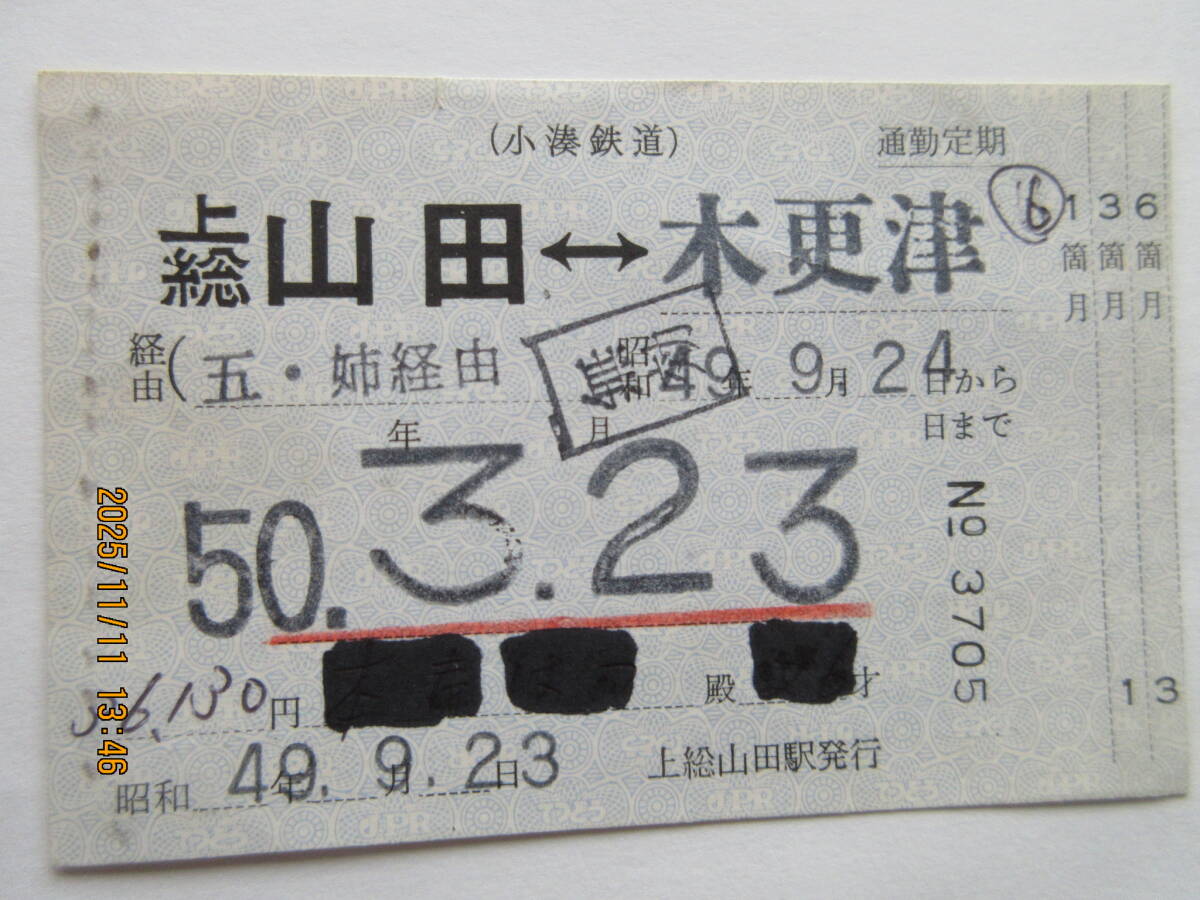 (小湊鉄道) 通勤定期
上総山田↔木更津 ⑥ 1箇月 3箇月 6箇月
経由(五・姉経由 昭和49年9月24日から
年 月 日まで
50.3.23
№ 3705
円 殿 才
1 3
昭和 49年.9月.23日
上総山田駅発行
2025/11/11 13:46